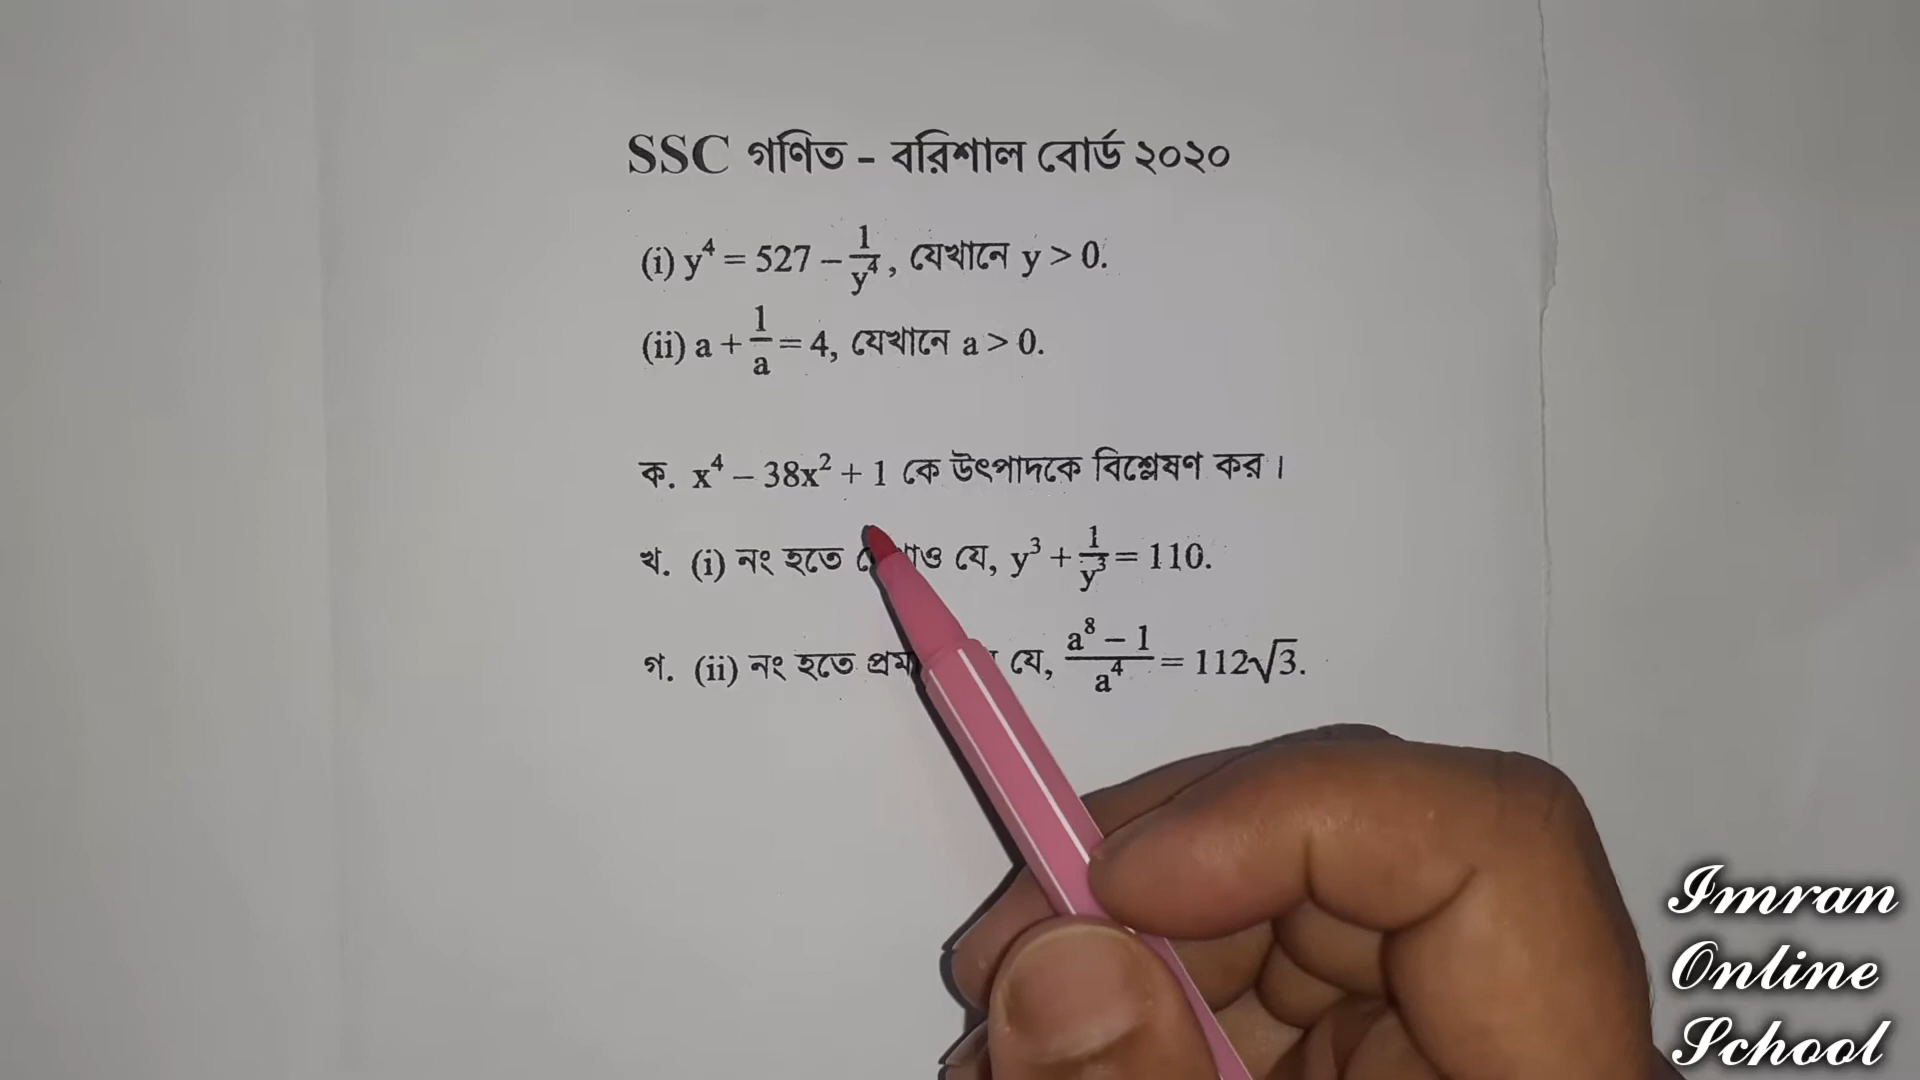 SSC গণিত - বরিশাল বোর্ড ২০২০
(i) y⁴ = 527 – 1/y⁴, যেখানে y > 0.
(ii) a + 1/a = 4, যেখানে a > 0.
ক. x⁴ – 38x² + 1 কে উৎপাদকে বিশ্লেষণ কর।
খ. (i) নং হতে যে, y³ + 1/y³ = 110.
গ. (ii) নং হতে যে, (a⁸ – 1)/a⁴ = 112√3.
Imran
Online
School